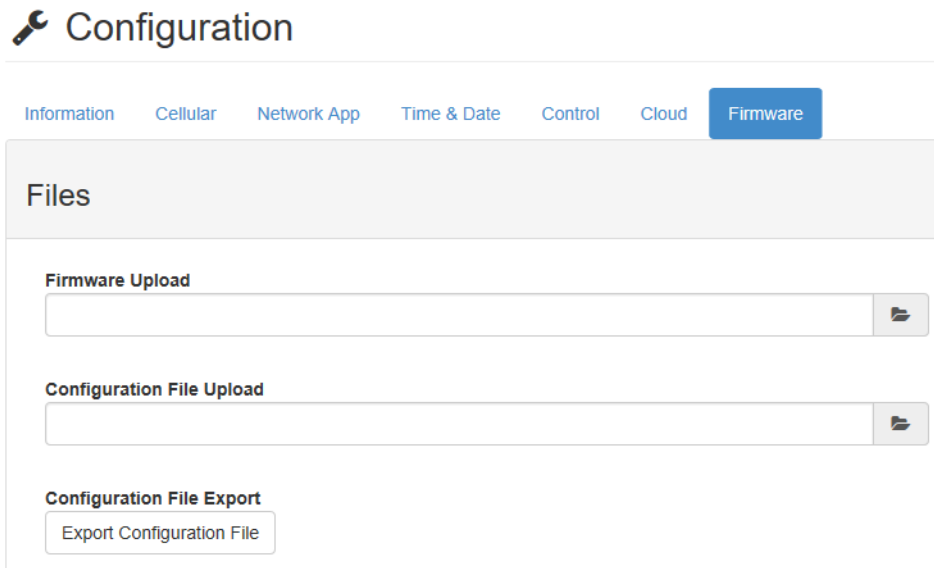 Configuration
Information Cellular Network App Time & Date Control Cloud Firmware
Files
Firmware Upload
Configuration File Upload
Configuration File Export
Export Configuration File